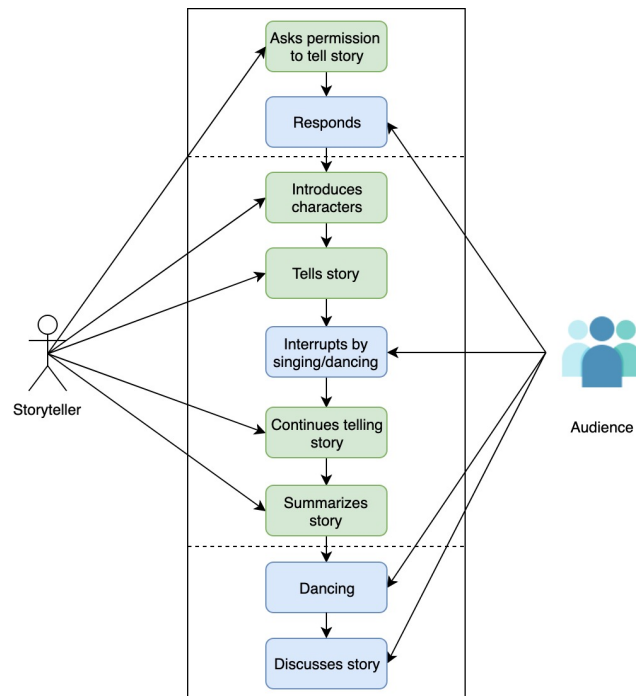 Asks permission
to tell story
Responds
Introduces
characters
Tells story
Interrupts by
singing/dancing
Storyteller
Continues telling
story
Audience
Summarizes
story
Dancing
Discusses story